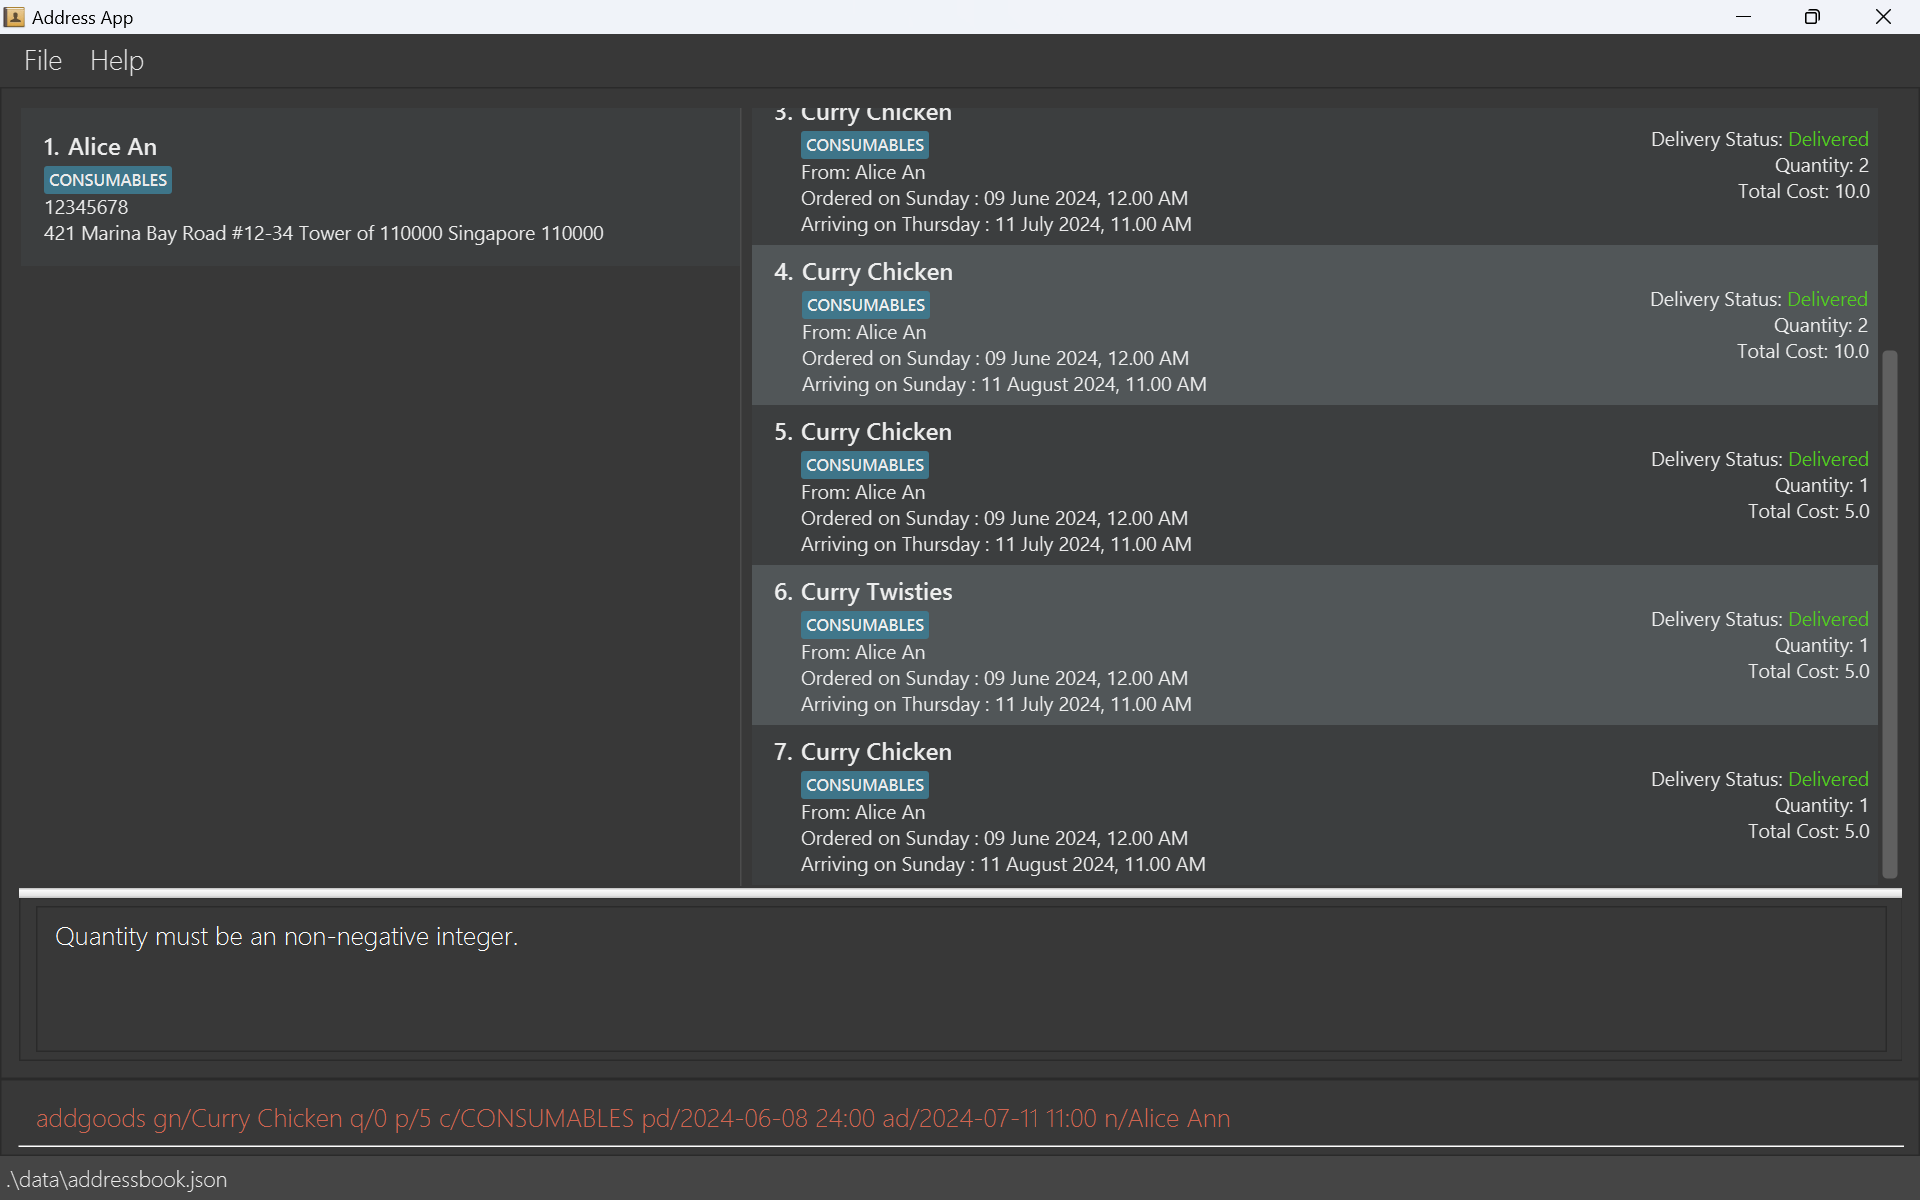 Address App
File Help
1. Alice An
CONSUMABLES
12345678
421 Marina Bay Road #12-34 Tower of 110000 Singapore 110000
3. Curry Chicken
CONSUMABLES
From: Alice An
Ordered on Sunday : 09 June 2024, 12.00 AM
Arriving on Thursday : 11 July 2024, 11.00 AM
Delivery Status: Delivered
Quantity: 2
Total Cost: 10.0
4. Curry Chicken
CONSUMABLES
From: Alice An
Ordered on Sunday : 09 June 2024, 12.00 AM
Arriving on Sunday : 11 August 2024, 11.00 AM
Delivery Status: Delivered
Quantity: 2
Total Cost: 10.0
5. Curry Chicken
CONSUMABLES
From: Alice An
Ordered on Sunday : 09 June 2024, 12.00 AM
Arriving on Thursday : 11 July 2024, 11.00 AM
Delivery Status: Delivered
Quantity: 1
Total Cost: 5.0
6. Curry Twisties
CONSUMABLES
From: Alice An
Ordered on Sunday : 09 June 2024, 12.00 AM
Arriving on Thursday : 11 July 2024, 11.00 AM
Delivery Status: Delivered
Quantity: 1
Total Cost: 5.0
7. Curry Chicken
CONSUMABLES
From: Alice An
Ordered on Sunday : 09 June 2024, 12.00 AM
Arriving on Sunday : 11 August 2024, 11.00 AM
Delivery Status: Delivered
Quantity: 1
Total Cost: 5.0
Quantity must be an non-negative integer.
addgoods gn/Curry Chicken q/0 p/5 c/CONSUMABLES pd/2024-06-08 24:00 ad/2024-07-11 11:00 n/Alice Ann
.\data\addressbook.json